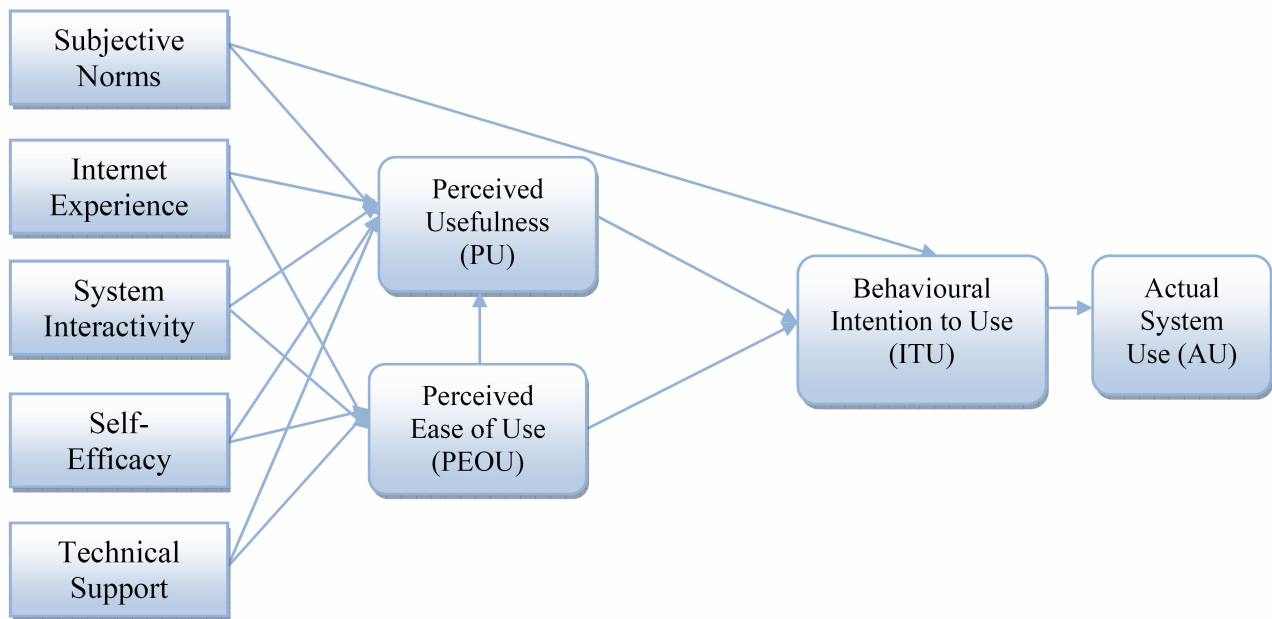 Subjective
Norms
Internet
Experience
System
Interactivity
Self-
Efficacy
Technical
Support
Perceived
Usefulness
(PU)
Perceived
Ease of Use
(PEOU)
Behavioural
Intention to Use
(ITU)
Actual
System
Use (AU)